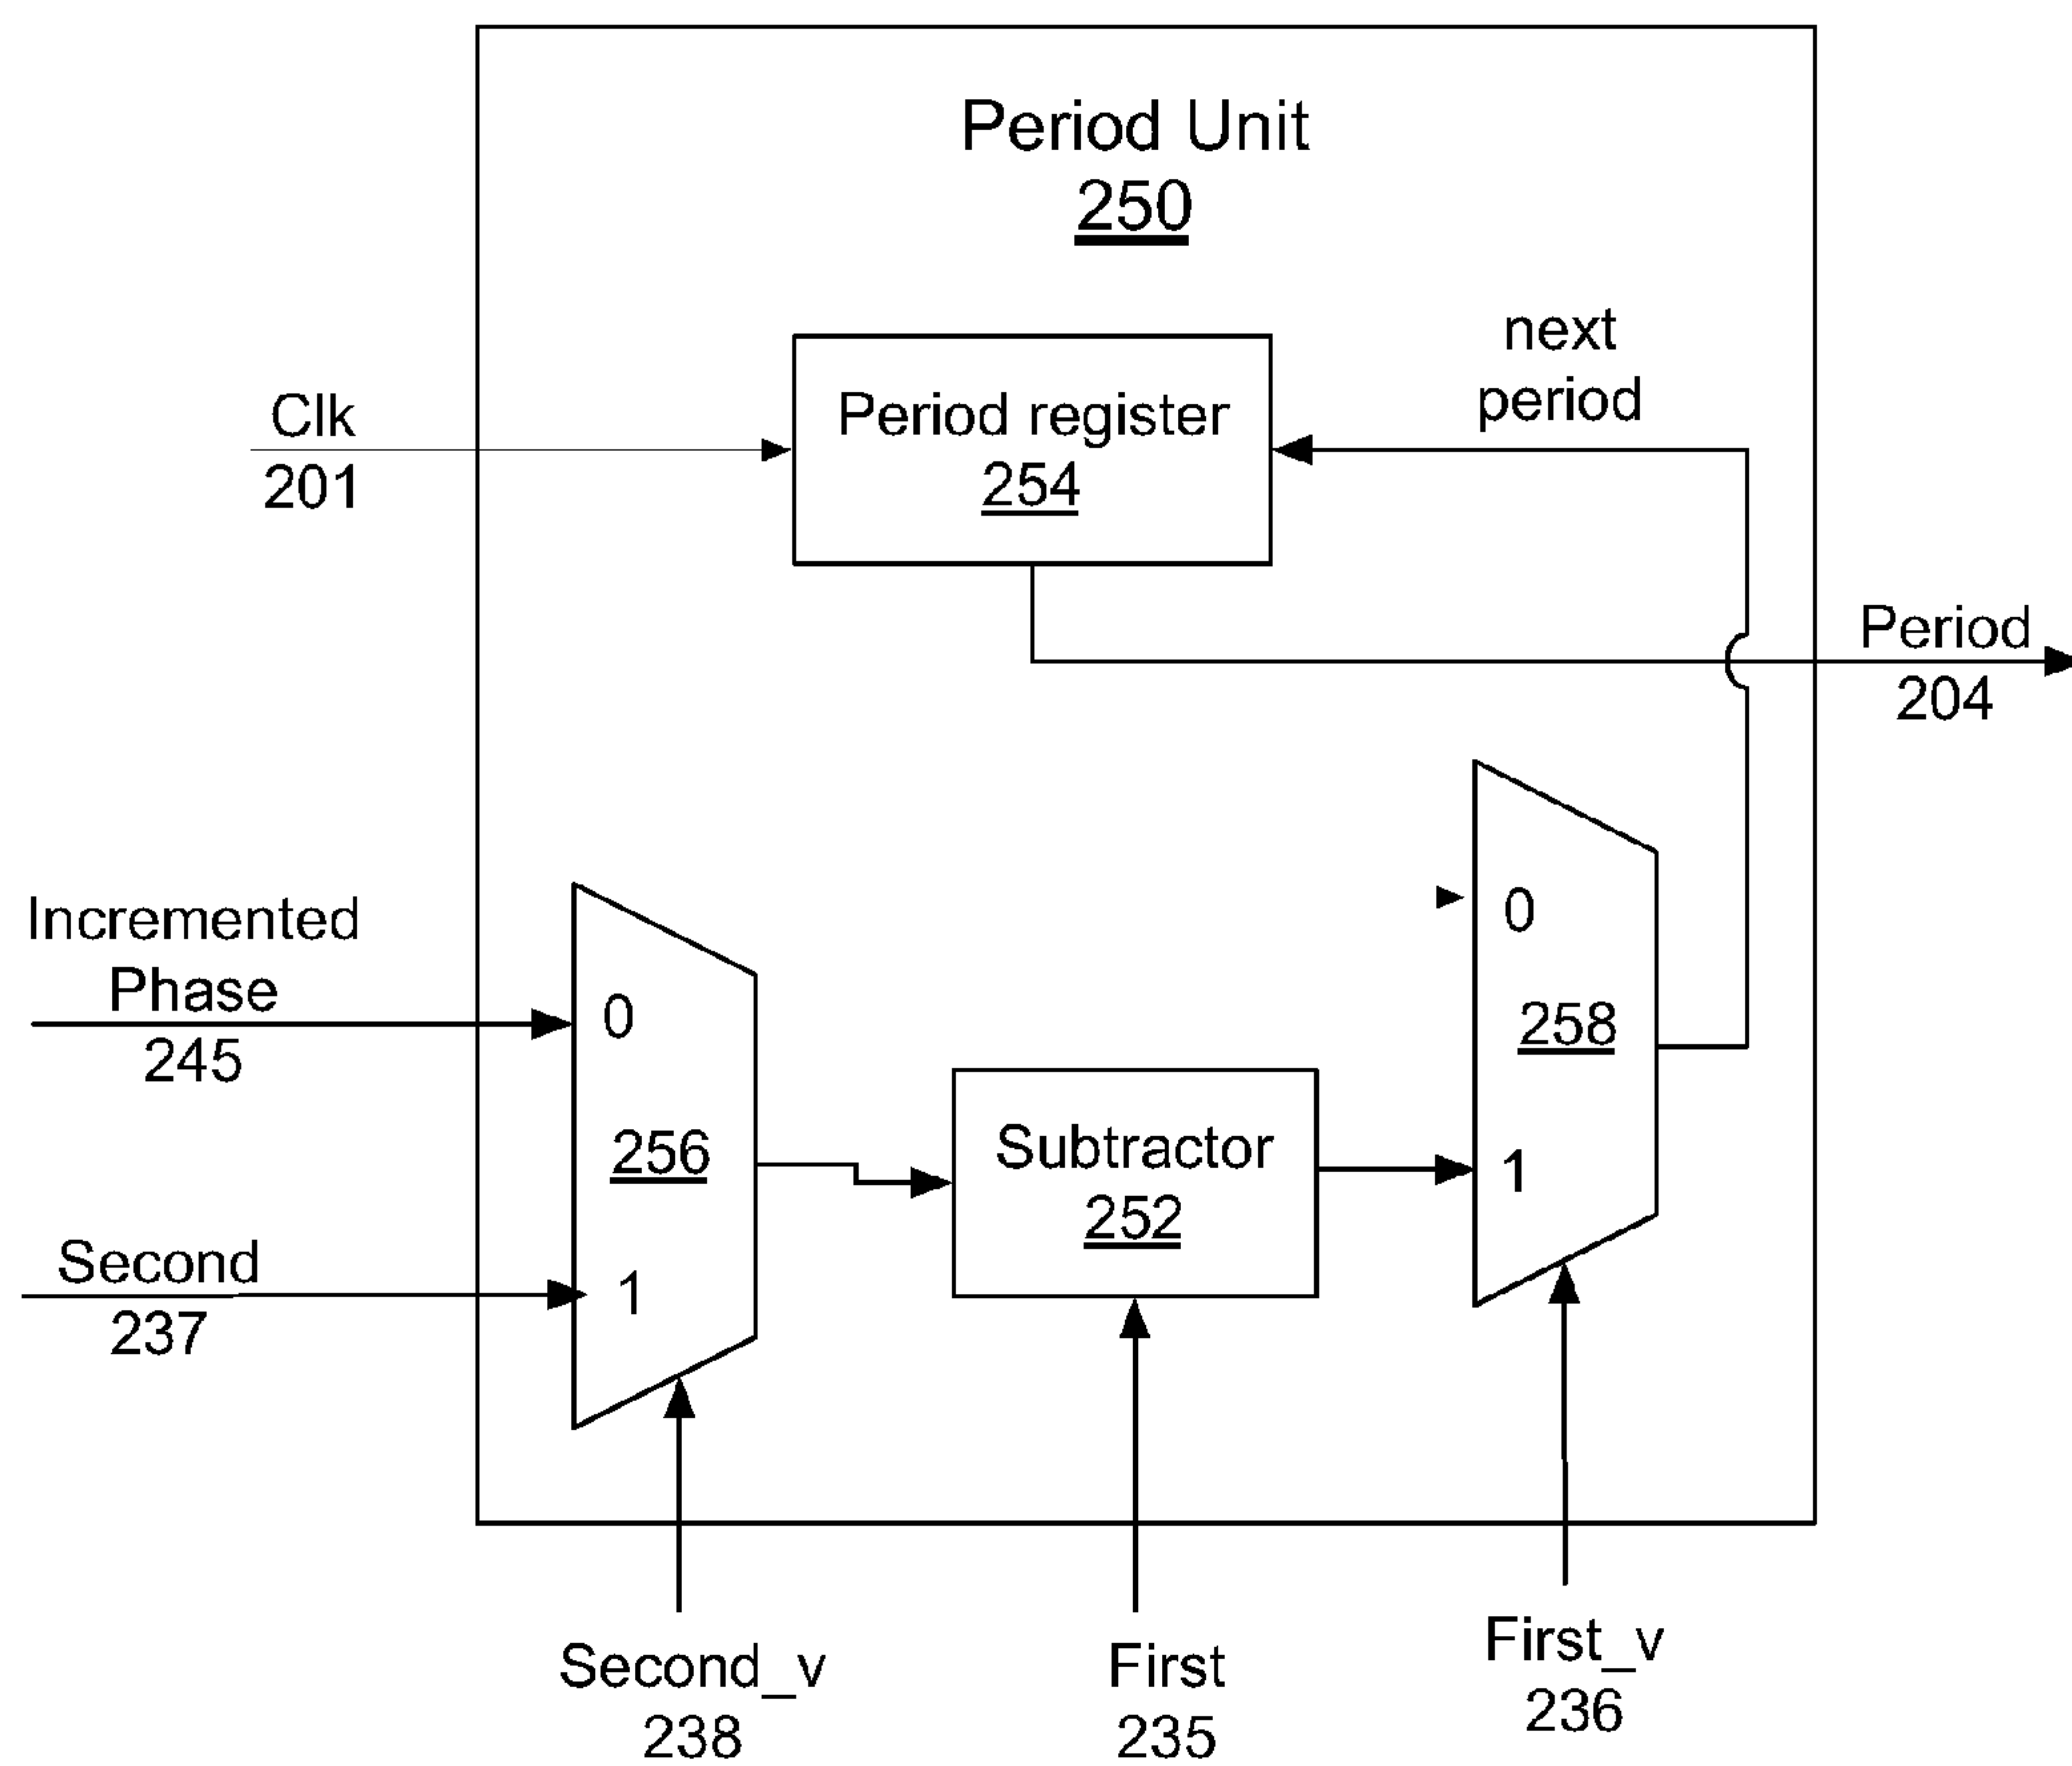 Period Unit
250
next
period
Clk
201
Period register
254
Period
204
Incremented
Phase
245
0
0
258
256
Subtractor
252
1
Second
237
1
Second_v
238
First
235
First_v
236